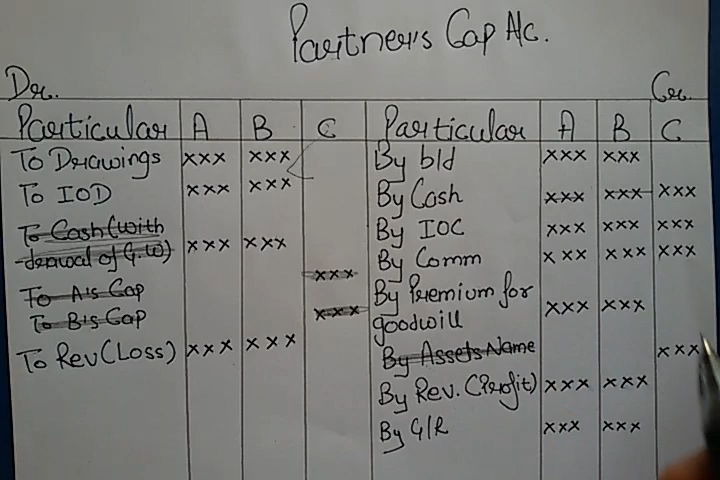 Partner's Cap A/c.
Dr. Cr.
Particular A B C Particular A B C
To Drawings xxx xxx By b/d xxx xxx
To IOD xxx xxx By Cash xxx xxx xxx
To Cash (with
derwal of G.W) xxx xxx By IOC xxx xxx xxx
By Comm xxx xxx xxx
xxx
To A's Cap By Premium for
To B's Cap xxx goodwill xxx xxx
To Rev (Loss) xxx xxx By Assets Name xxx
By Rev. (Profit) xxx xxx
By G/R xxx xxx